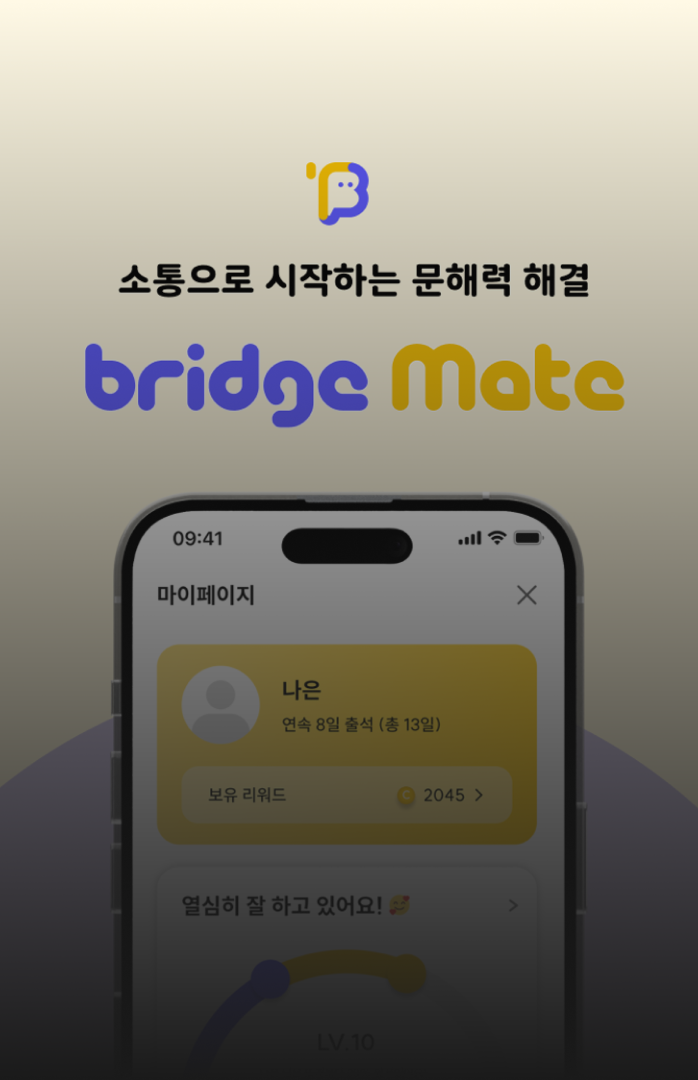 소통으로 시작하는 문해력 해결
bridge Mate
09:41
마이페이지
나은
연속 8일 출석 (총 13일)
보유 리워드 C 2045
열심히 잘 하고 있어요! 🥰
LV.10